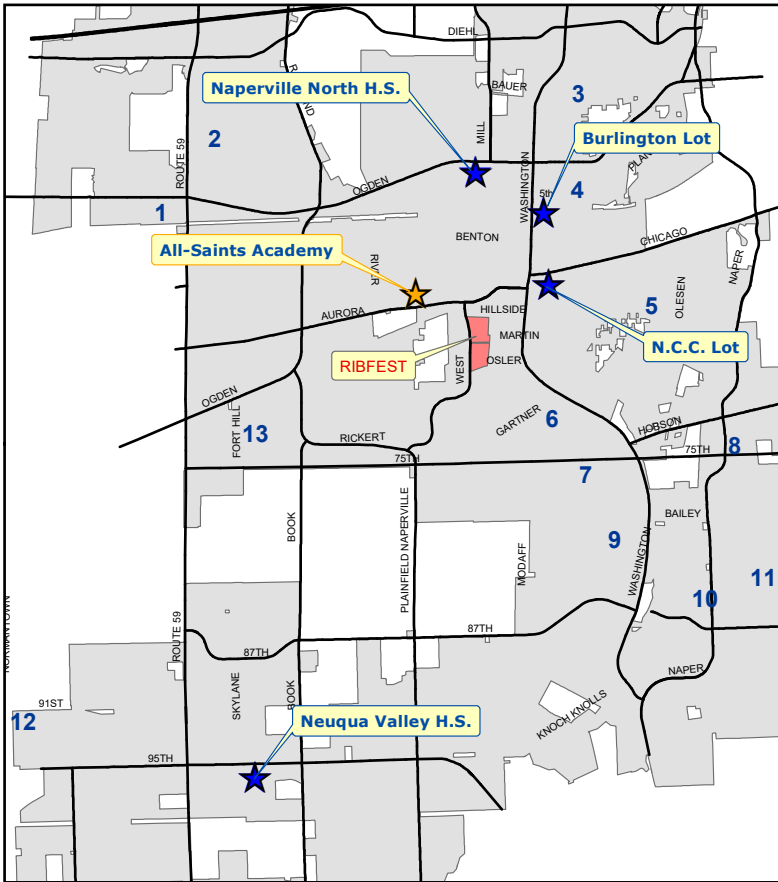 DIEHL
Naperville North H.S.
BAUER
3
MILL
2
Burlington Lot
ROUTE 59
WASHINGTON
OGDEN
5th
4
1
BENTON
CHICAGO
All-Saints Academy
RIVER
NAPER
OLESEN
5
AURORA
HILLSIDE
MARTIN
N.C.C. Lot
RIBFEST
WEST
OSLER
OGDEN
FORT HILL
13
RICKERT
GARTNER
6
HOBSON
8
75TH
75TH
7
BOOK
PLAINFIELD NAPERVILLE
BAILEY
9
MODAFF
WASHINGTON
11
10
NORMANTOWN
ROUTE 59
87TH
87TH
NAPER
SKYLANE
BOOK
KNOCH KNOLLS
91ST
12
Neuqua Valley H.S.
95TH